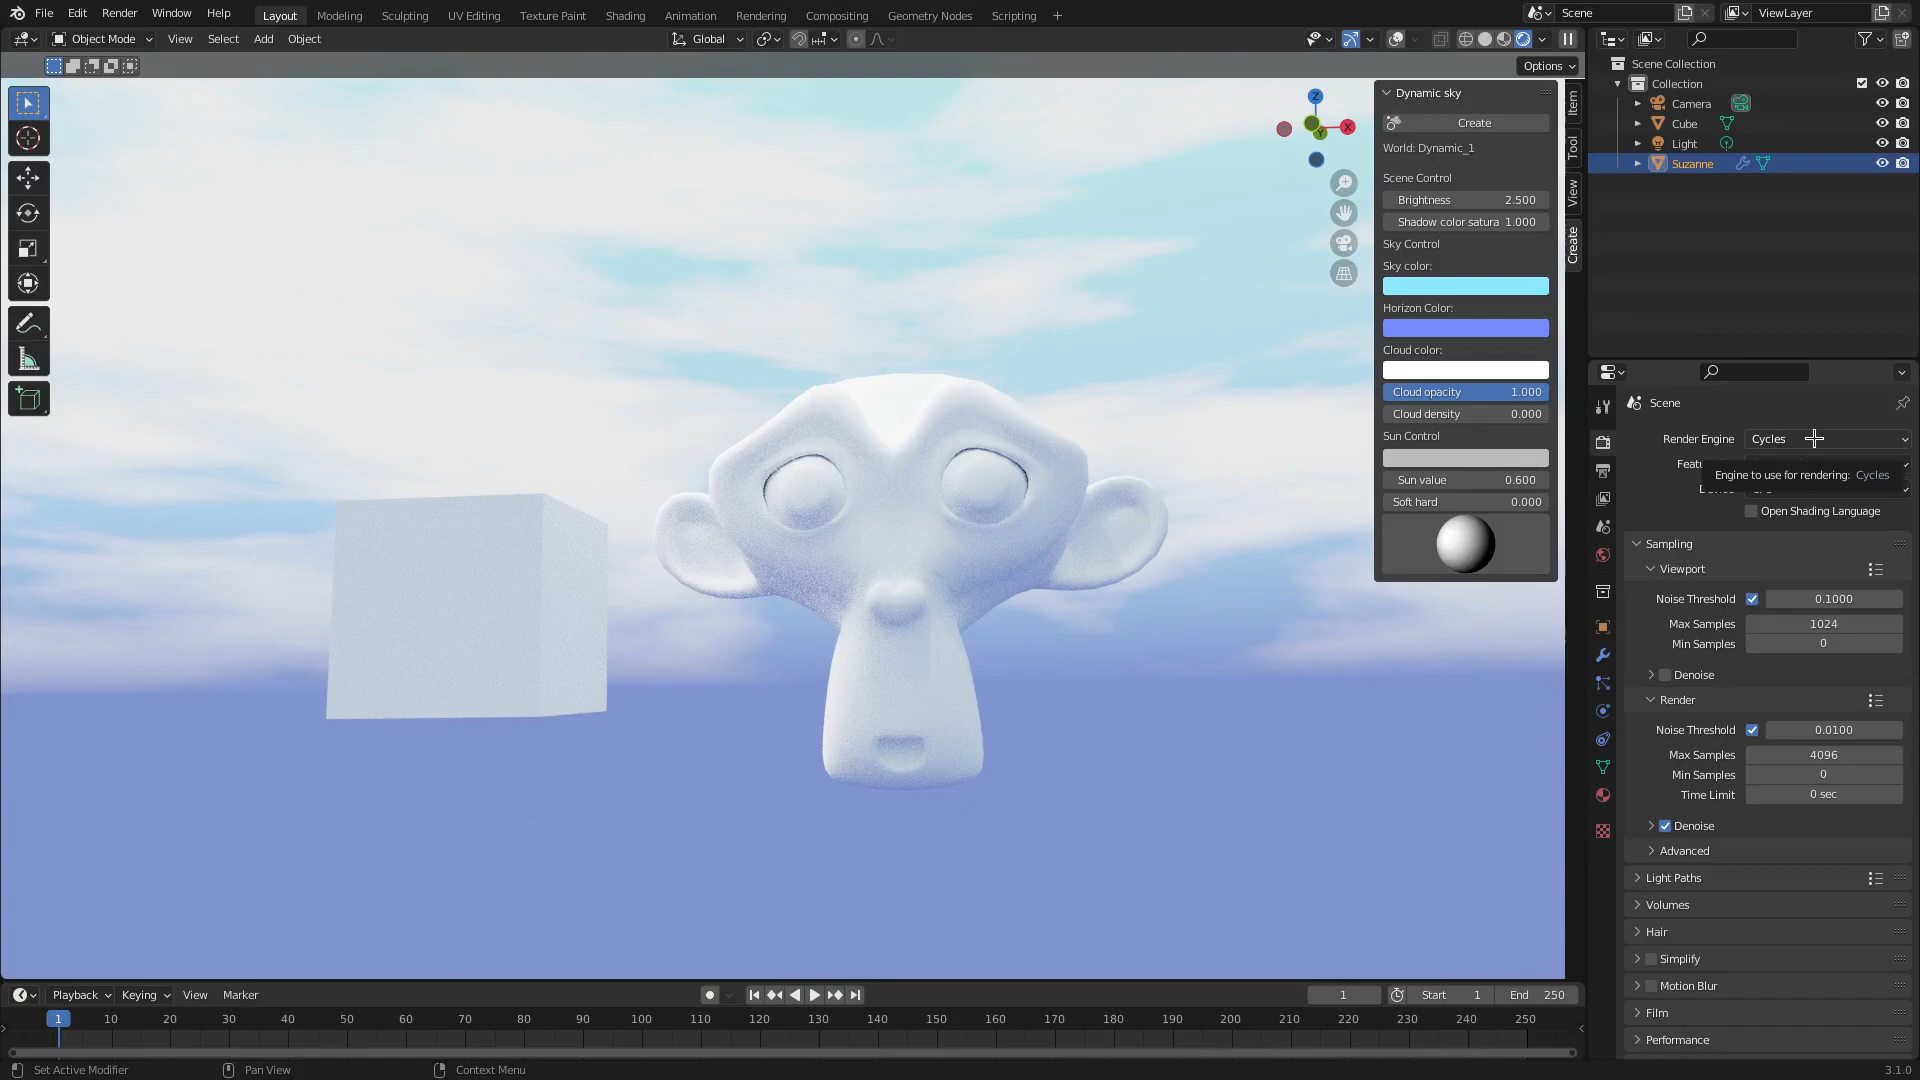 File Edit Render Window Help Layout Modeling Sculpting UV Editing Texture Paint Shading Animation Rendering Compositing Geometry Nodes Scripting + Scene ViewLayer
Object Mode View Select Add Object Global
Options
Scene Collection
Collection
Camera
Cube
Light
Suzanne
Item
Tool
View
Create
Dynamic sky
Create
World: Dynamic_1
Scene Control
Brightness 2.500
Shadow color satura 1.000
Sky Control
Sky color:
Horizon Color:
Cloud color:
Cloud opacity 1.000
Cloud density 0.000
Sun Control
Sun value 0.600
Soft hard 0.000
Z
X
Y
Scene
Render Engine Cycles
Featu
Engine to use for rendering: Cycles
Open Shading Language
Sampling
Viewport
Noise Threshold 0.1000
Max Samples 1024
Min Samples 0
Denoise
Render
Noise Threshold 0.0100
Max Samples 4096
Min Samples 0
Time Limit 0 sec
Denoise
Advanced
Light Paths
Volumes
Hair
Simplify
Motion Blur
Film
Performance
Playback Keying View Marker 1 Start 1 End 250
1 10 20 30 40 50 60 70 80 90 100 110 120 130 140 150 160 170 180 190 200 210 220 230 240 250
Set Active Modifier Pan View Context Menu 3.1.0